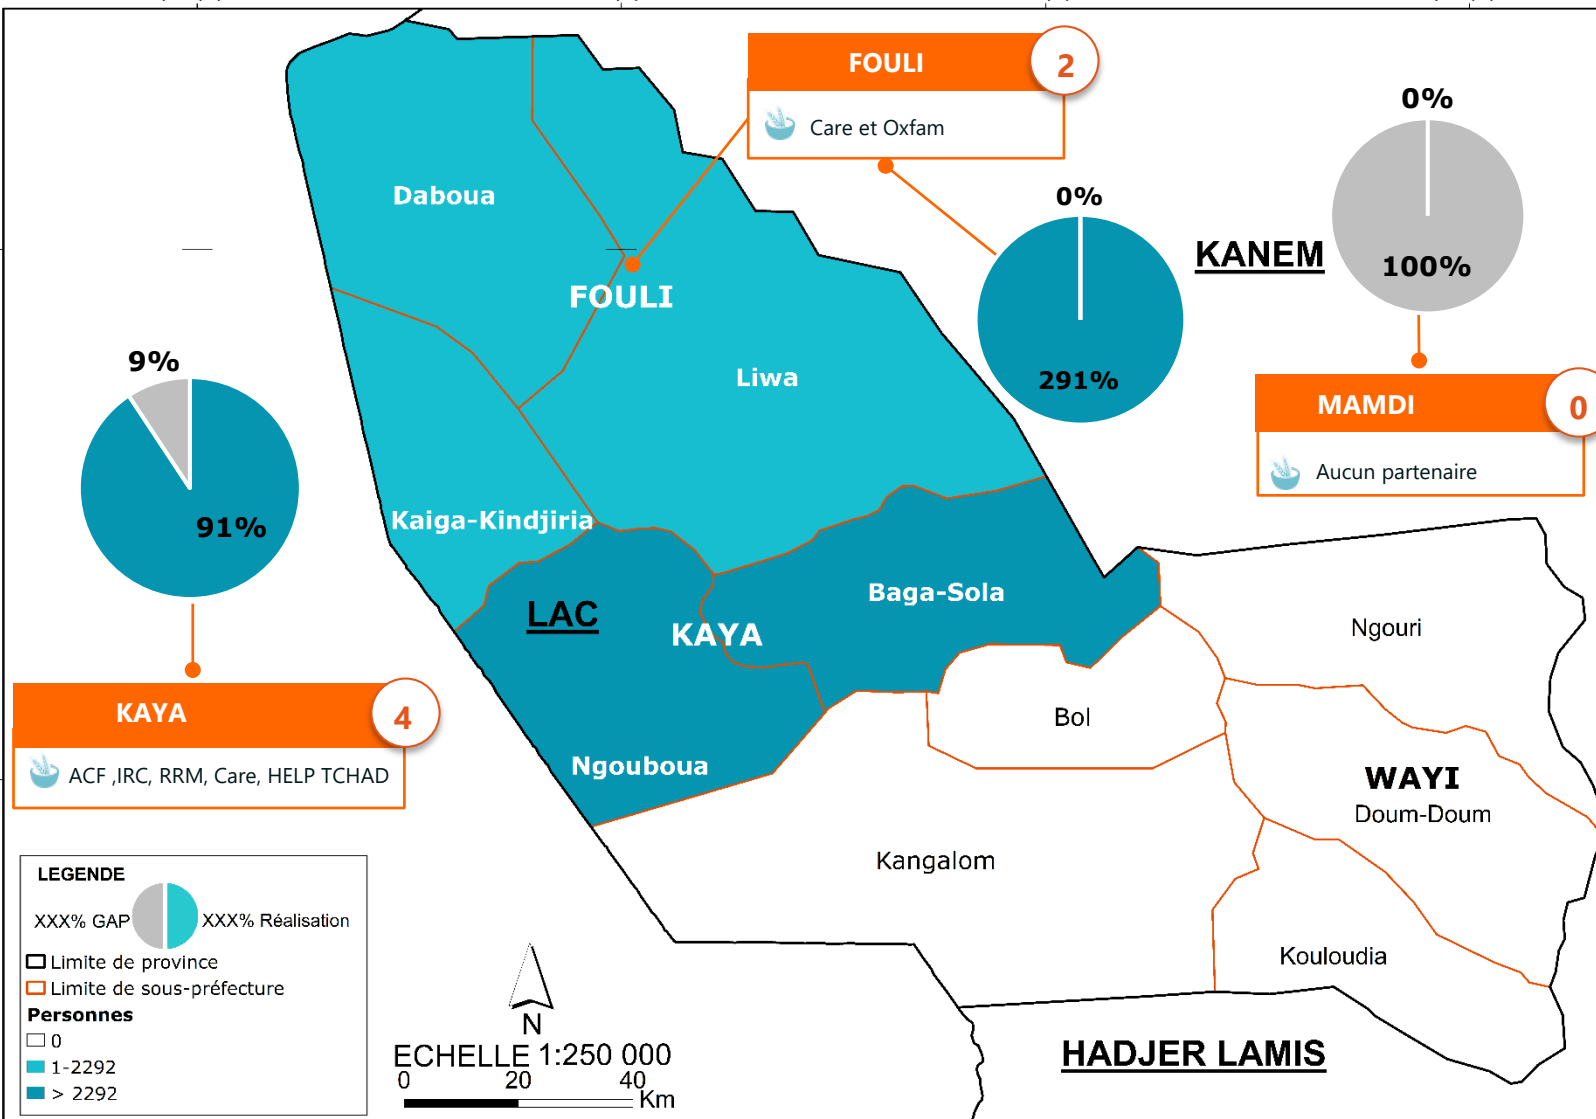 FOULI
2
Care et Oxfam
0%
0%
Daboua
KANEM
100%
FOULI
291%
Liwa
9%
MAMDI
0
Aucun partenaire
91%
Kaiga-Kindjiria
Baga-Sola
LAC
KAYA
Ngouri
KAYA
4
Bol
ACF ,IRC, RRM, Care, HELP TCHAD
Ngouboua
WAYI
Doum-Doum
Kangalom
Kouloudia
LEGENDE
XXX% GAP
XXX% Réalisation
Limite de province
Limite de sous-préfecture
Personnes
0
1-2292
> 2292
N
ECHELLE 1:250 000
0 20 40
Km
HADJER LAMIS